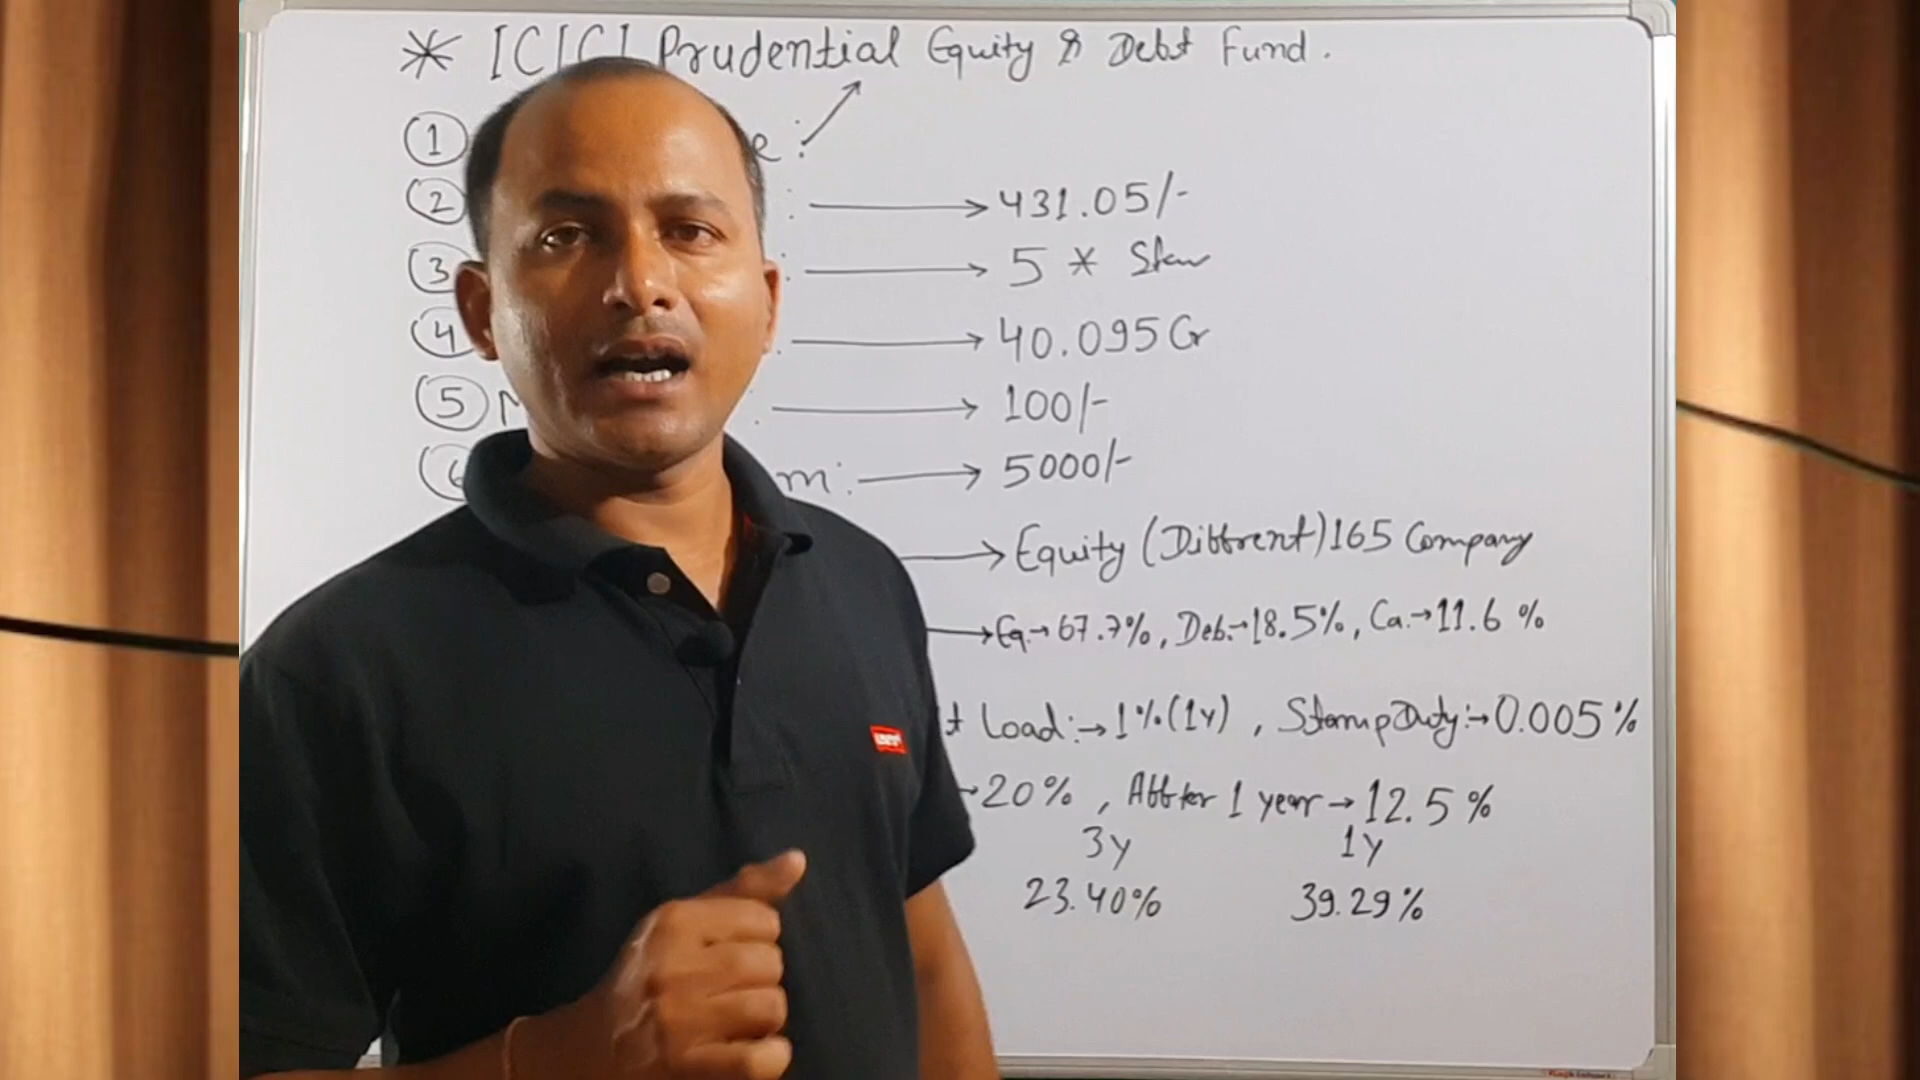 * ICICI Prudential Equity & Debt Fund.
1 e :
2 : → 431.05/-
3 : → 5 * Star
4 . → 40.095 Cr
5 . → 100/-
6 m: → 5000/-
→ Equity (Diffrent) 165 Company
→ Eq.→ 67.7%, Deb.→ 18.5%, Ca.→ 11.6 %
t Load:→ 1% (1Y) , Stamp Duty:→ 0.005%
→ 20% , After 1 year → 12.5%
3y 1y
23.40% 39.29%